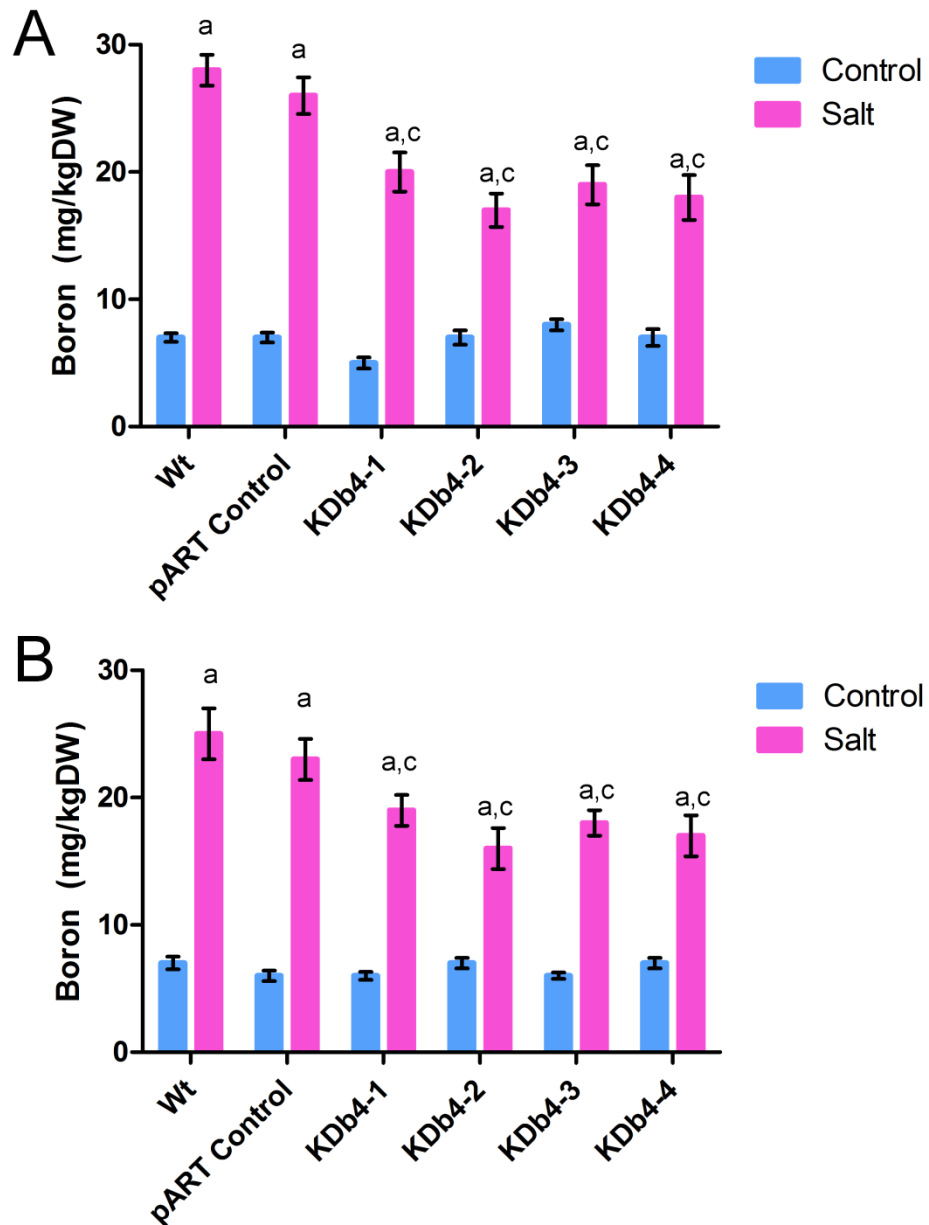 A
a
a
a,c
a,c
a,c
a,c
Control
Salt
Boron (mg/kgDW)
30
20
10
0
Wt
pART Control
KDb4-1
KDb4-2
KDb4-3
KDb4-4
B
a
a
a,c
a,c
a,c
a,c
Control
Salt
Boron (mg/kgDW)
30
20
10
0
Wt
pART Control
KDb4-1
KDb4-2
KDb4-3
KDb4-4